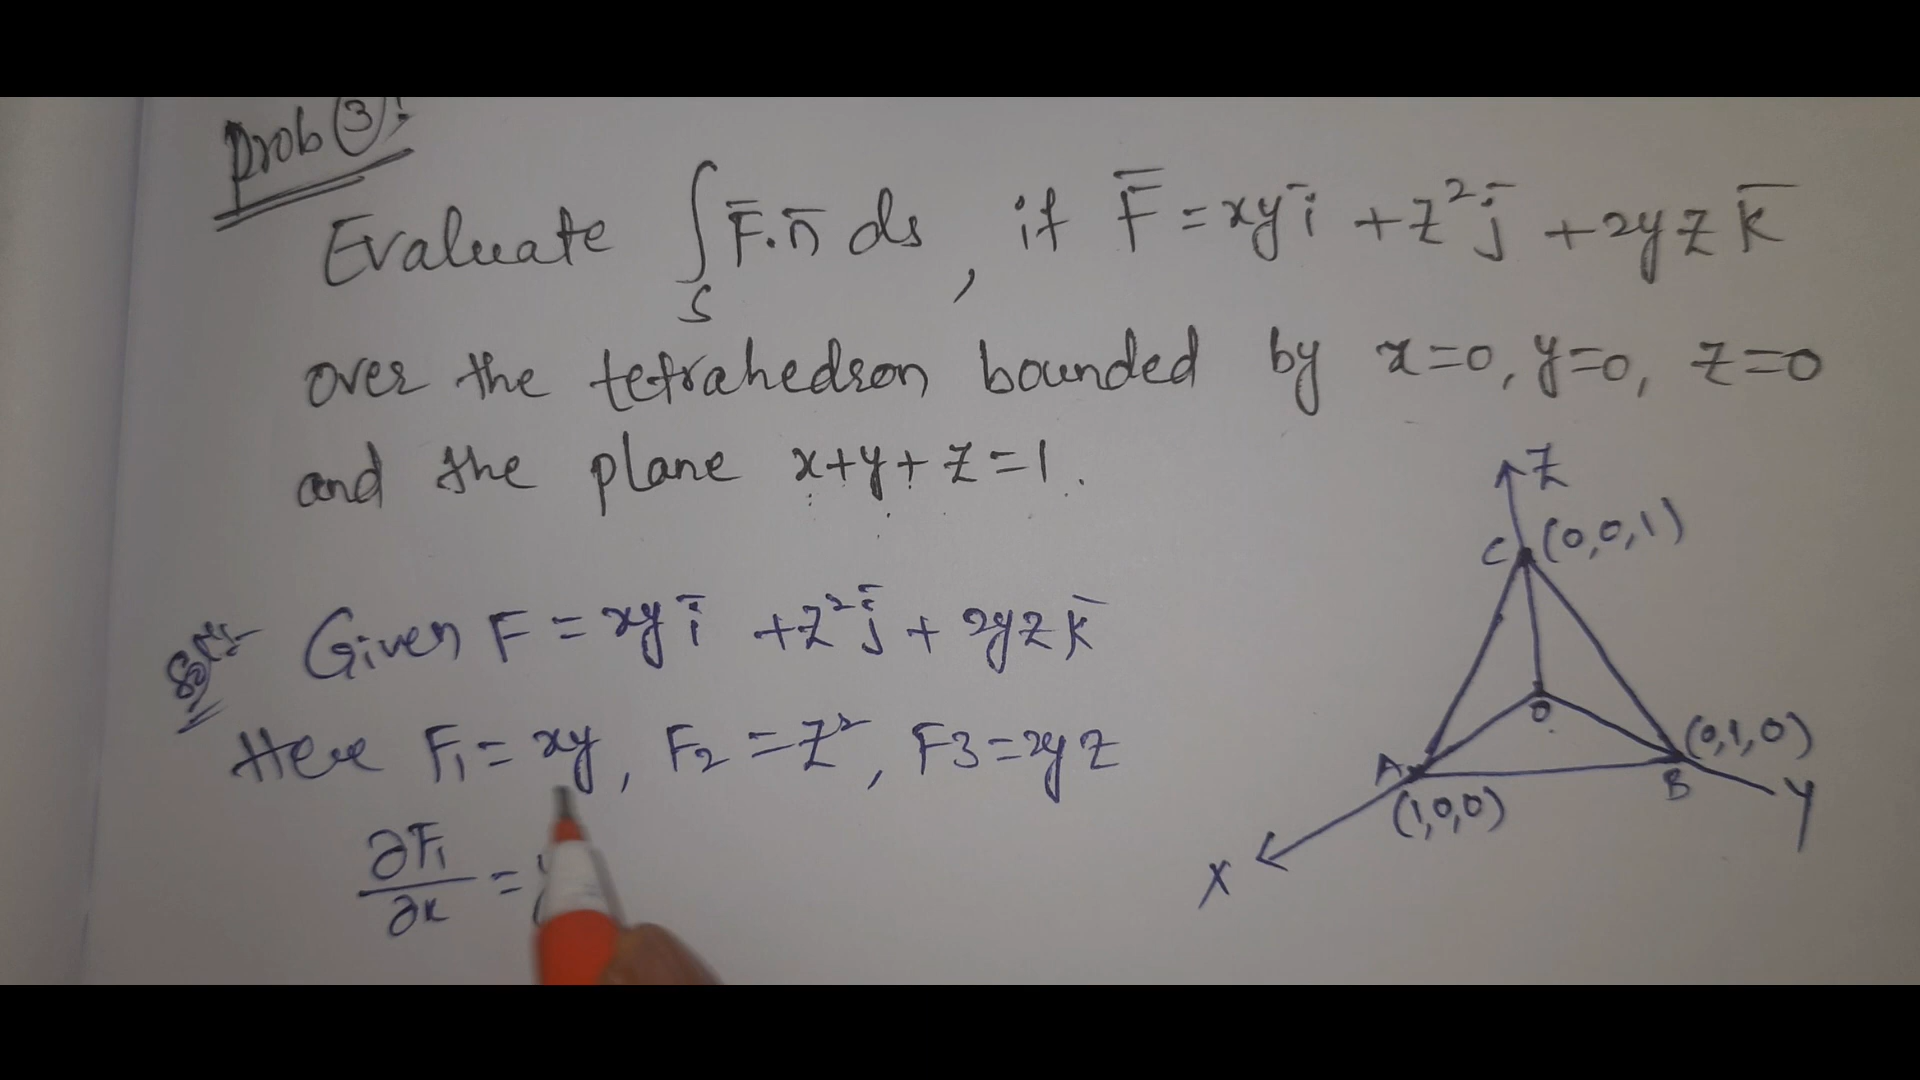 Prob ③:
Evaluate ∫_S F̄.n̄ ds, if F̄ = xy ī + z² j̄ + 2yz k̄
over the tetrahedron bounded by x=0, y=0, z=0
and the plane x+y+z=1.
Sol:- Given F = xy ī + z² j̄ + 2yz k̄
Here F₁ = xy, F₂ = z², F3 = 2yz
∂F₁/∂x =
Z
C (0,0,1)
O
A (1,0,0)
B (0,1,0)
Y
X